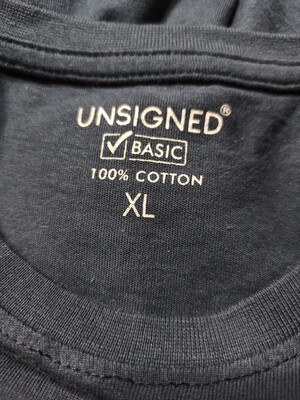 UNSIGNED®
BASIC
100% COTTON
XL